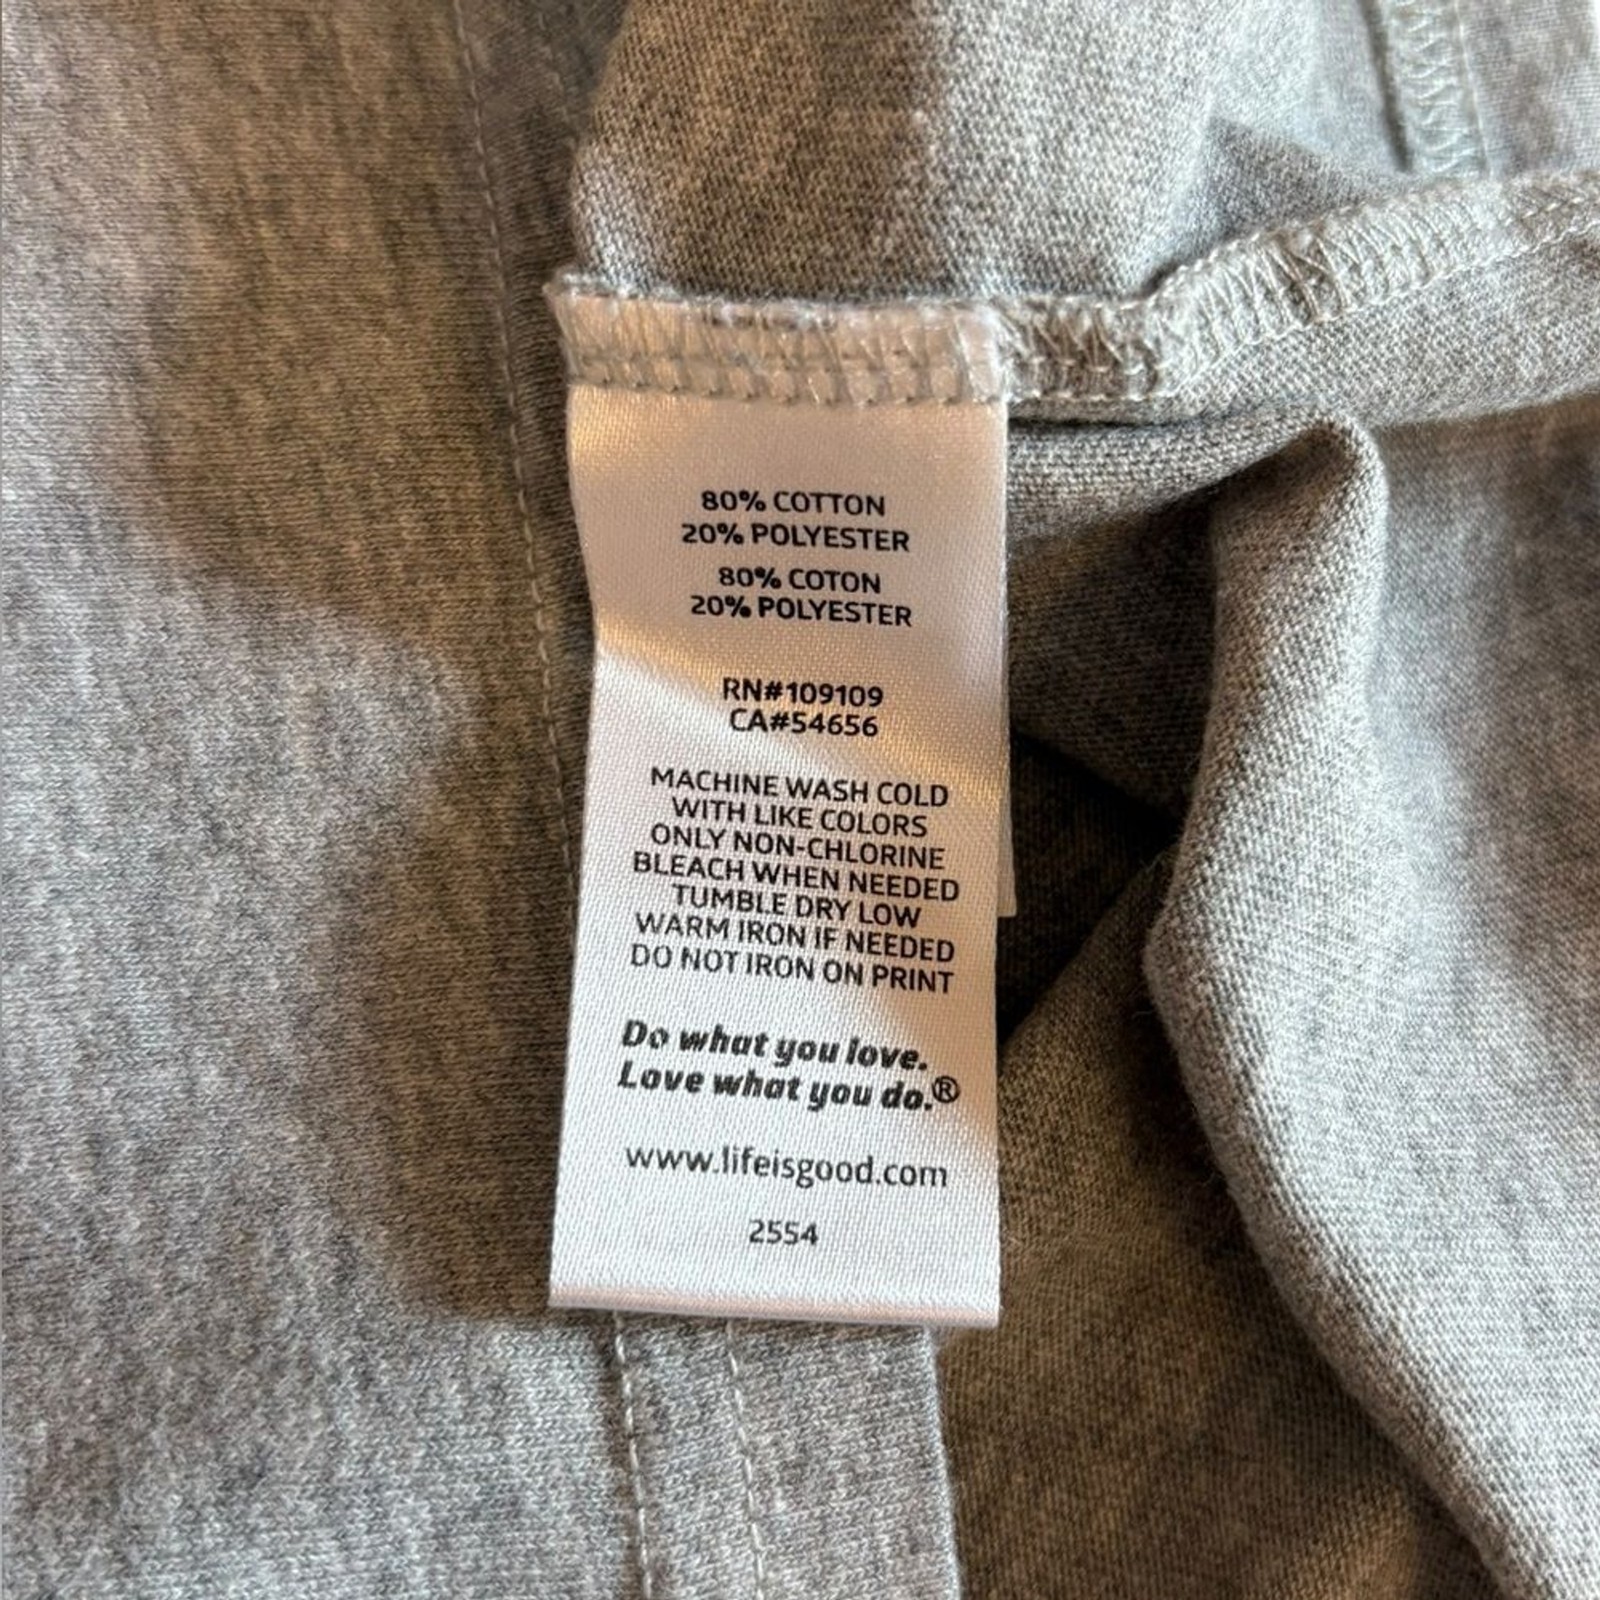 80% COTTON
20% POLYESTER
80% COTON
20% POLYESTER
RN#109109
CA#54656
MACHINE WASH COLD
WITH LIKE COLORS
ONLY NON-CHLORINE
BLEACH WHEN NEEDED
TUMBLE DRY LOW
WARM IRON IF NEEDED
DO NOT IRON ON PRINT
Do what you love.
Love what you do.®
www.lifeisgood.com
2554